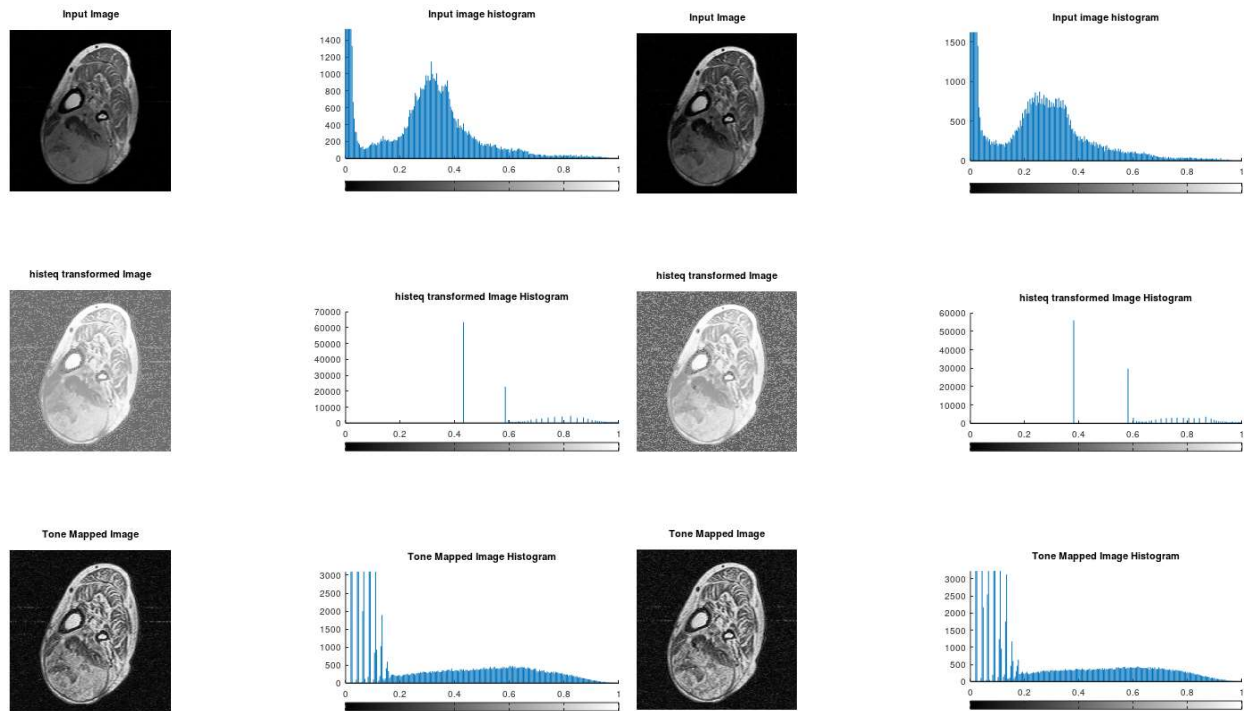 Input Image
Input image histogram
1400
1200
1000
800
600
400
200
0
0 0.2 0.4 0.6 0.8 1
Input Image
Input image histogram
1500
1000
500
0
0 0.2 0.4 0.6 0.8 1
histeq transformed Image
histeq transformed Image Histogram
70000
60000
50000
40000
30000
20000
10000
0
0 0.2 0.4 0.6 0.8 1
histeq transformed Image
histeq transformed Image Histogram
60000
50000
40000
30000
20000
10000
0
0 0.2 0.4 0.6 0.8 1
Tone Mapped Image
Tone Mapped Image Histogram
3000
2500
2000
1500
1000
500
0
0 0.2 0.4 0.6 0.8 1
Tone Mapped Image
Tone Mapped Image Histogram
3000
2500
2000
1500
1000
500
0
0 0.2 0.4 0.6 0.8 1